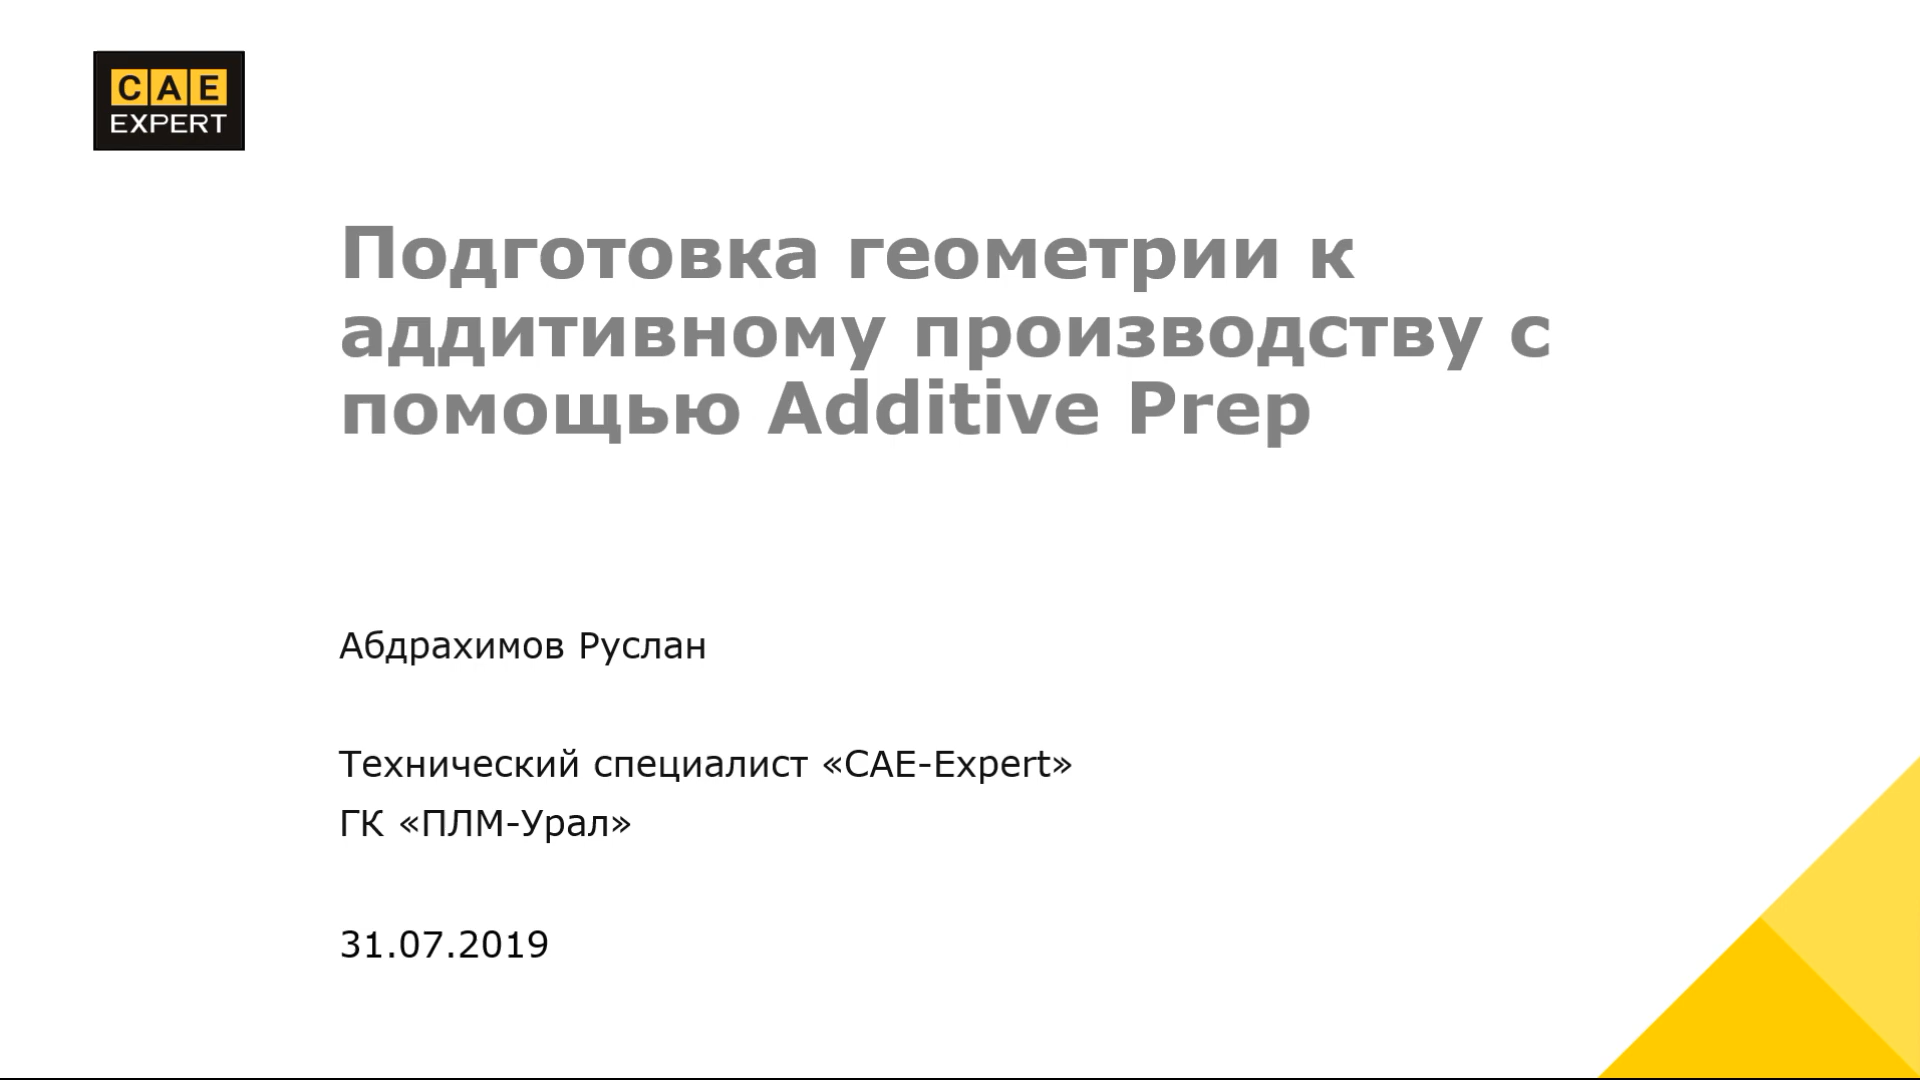 CAE
EXPERT
Подготовка геометрии к
аддитивному производству с
помощью Additive Prep
Абдрахимов Руслан
Технический специалист «CAE-Expert»
ГК «ПЛМ-Урал»
31.07.2019